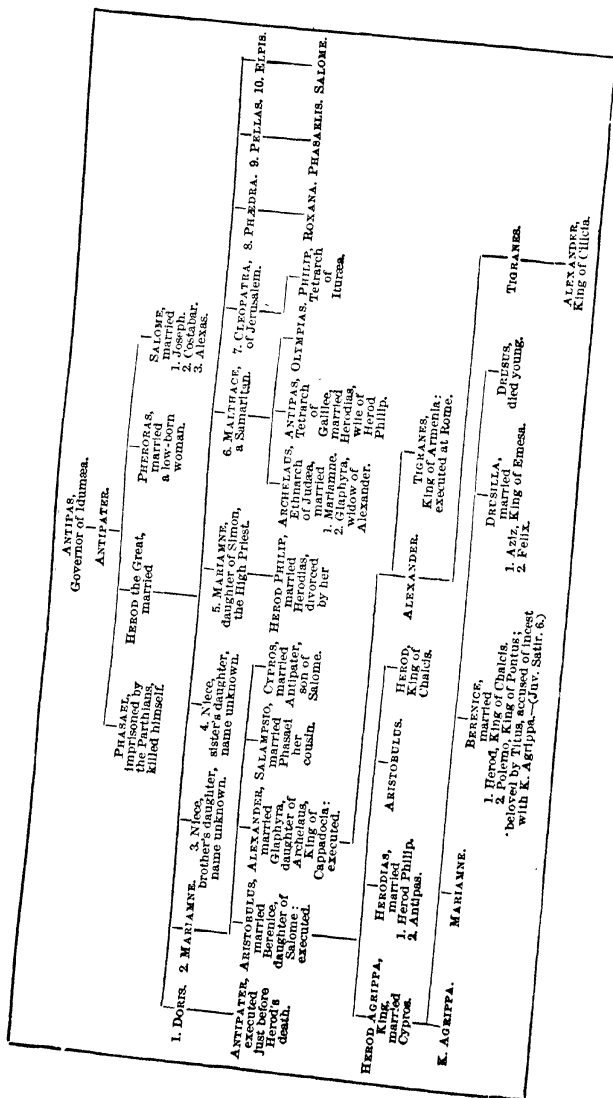 ANTIPAS,
Governor of Idumæa.
ANTIPATER.
PHASAEL,
imprisoned by
the Parthians,
killed himself.
HEROD the Great,
married
PHERORAS,
married
a low-born
woman.
SALOME,
married
1. Joseph.
2. Costabar.
3. Alexas.
1. DORIS.
2. MARIAMNE.
3. Niece,
brother's daughter,
name unknown.
4. Niece,
sister's daughter,
name unknown.
5. MARIAMNE,
daughter of Simon,
the High Priest.
6. MALTHACE,
a Samaritan.
7. CLEOPATRA,
of Jerusalem.
8. PHÆDRA.
9. PELLAS.
10. ELPIS.
ANTIPATER,
executed
just before
Herod's
death.
ARISTOBULUS,
married
Berenice,
daughter of
Salome:
executed.
ALEXANDER,
married
Glaphyra,
daughter of
Archelaus,
King of
Cappadocia:
executed.
SALAMPSIO,
married
Phasael
her
cousin.
CYPROS,
married
Antipater,
son of
Salome.
HEROD PHILIP,
married
Herodias,
divorced
by her
ARCHELAUS,
Ethnarch
of Judæa,
married
1. Mariamne.
2. Glaphyra,
widow of
Alexander.
ANTIPAS,
Tetrarch
of
Galilee,
married
Herodias,
wife of
Herod
Philip.
OLYMPIAS.
PHILIP,
Tetrarch
of
Ituræa.
ROXANA.
PHASAELIS.
SALOME.
HEROD AGRIPPA,
King,
married
Cypros.
HERODIAS,
married
1. Herod Philip.
2. Antipas.
ARISTOBULUS.
HEROD,
King of
Chalcis.
ALEXANDER.
TIGRANES,
King of Armenia:
executed at Rome.
K. AGRIPPA.
MARIAMNE.
BERENICE,
married
1. Herod, King of Chalcis.
2. Polemo, King of Pontus;
beloved by Titus, accused of incest
with K. Agrippa.—(Juv. Satir. 6.)
DRUSILLA,
married
1. Aziz, King of Emesa.
2. Felix.
DRUSUS,
died young.
TIGRANES.
ALEXANDER,
King of Cilicia.